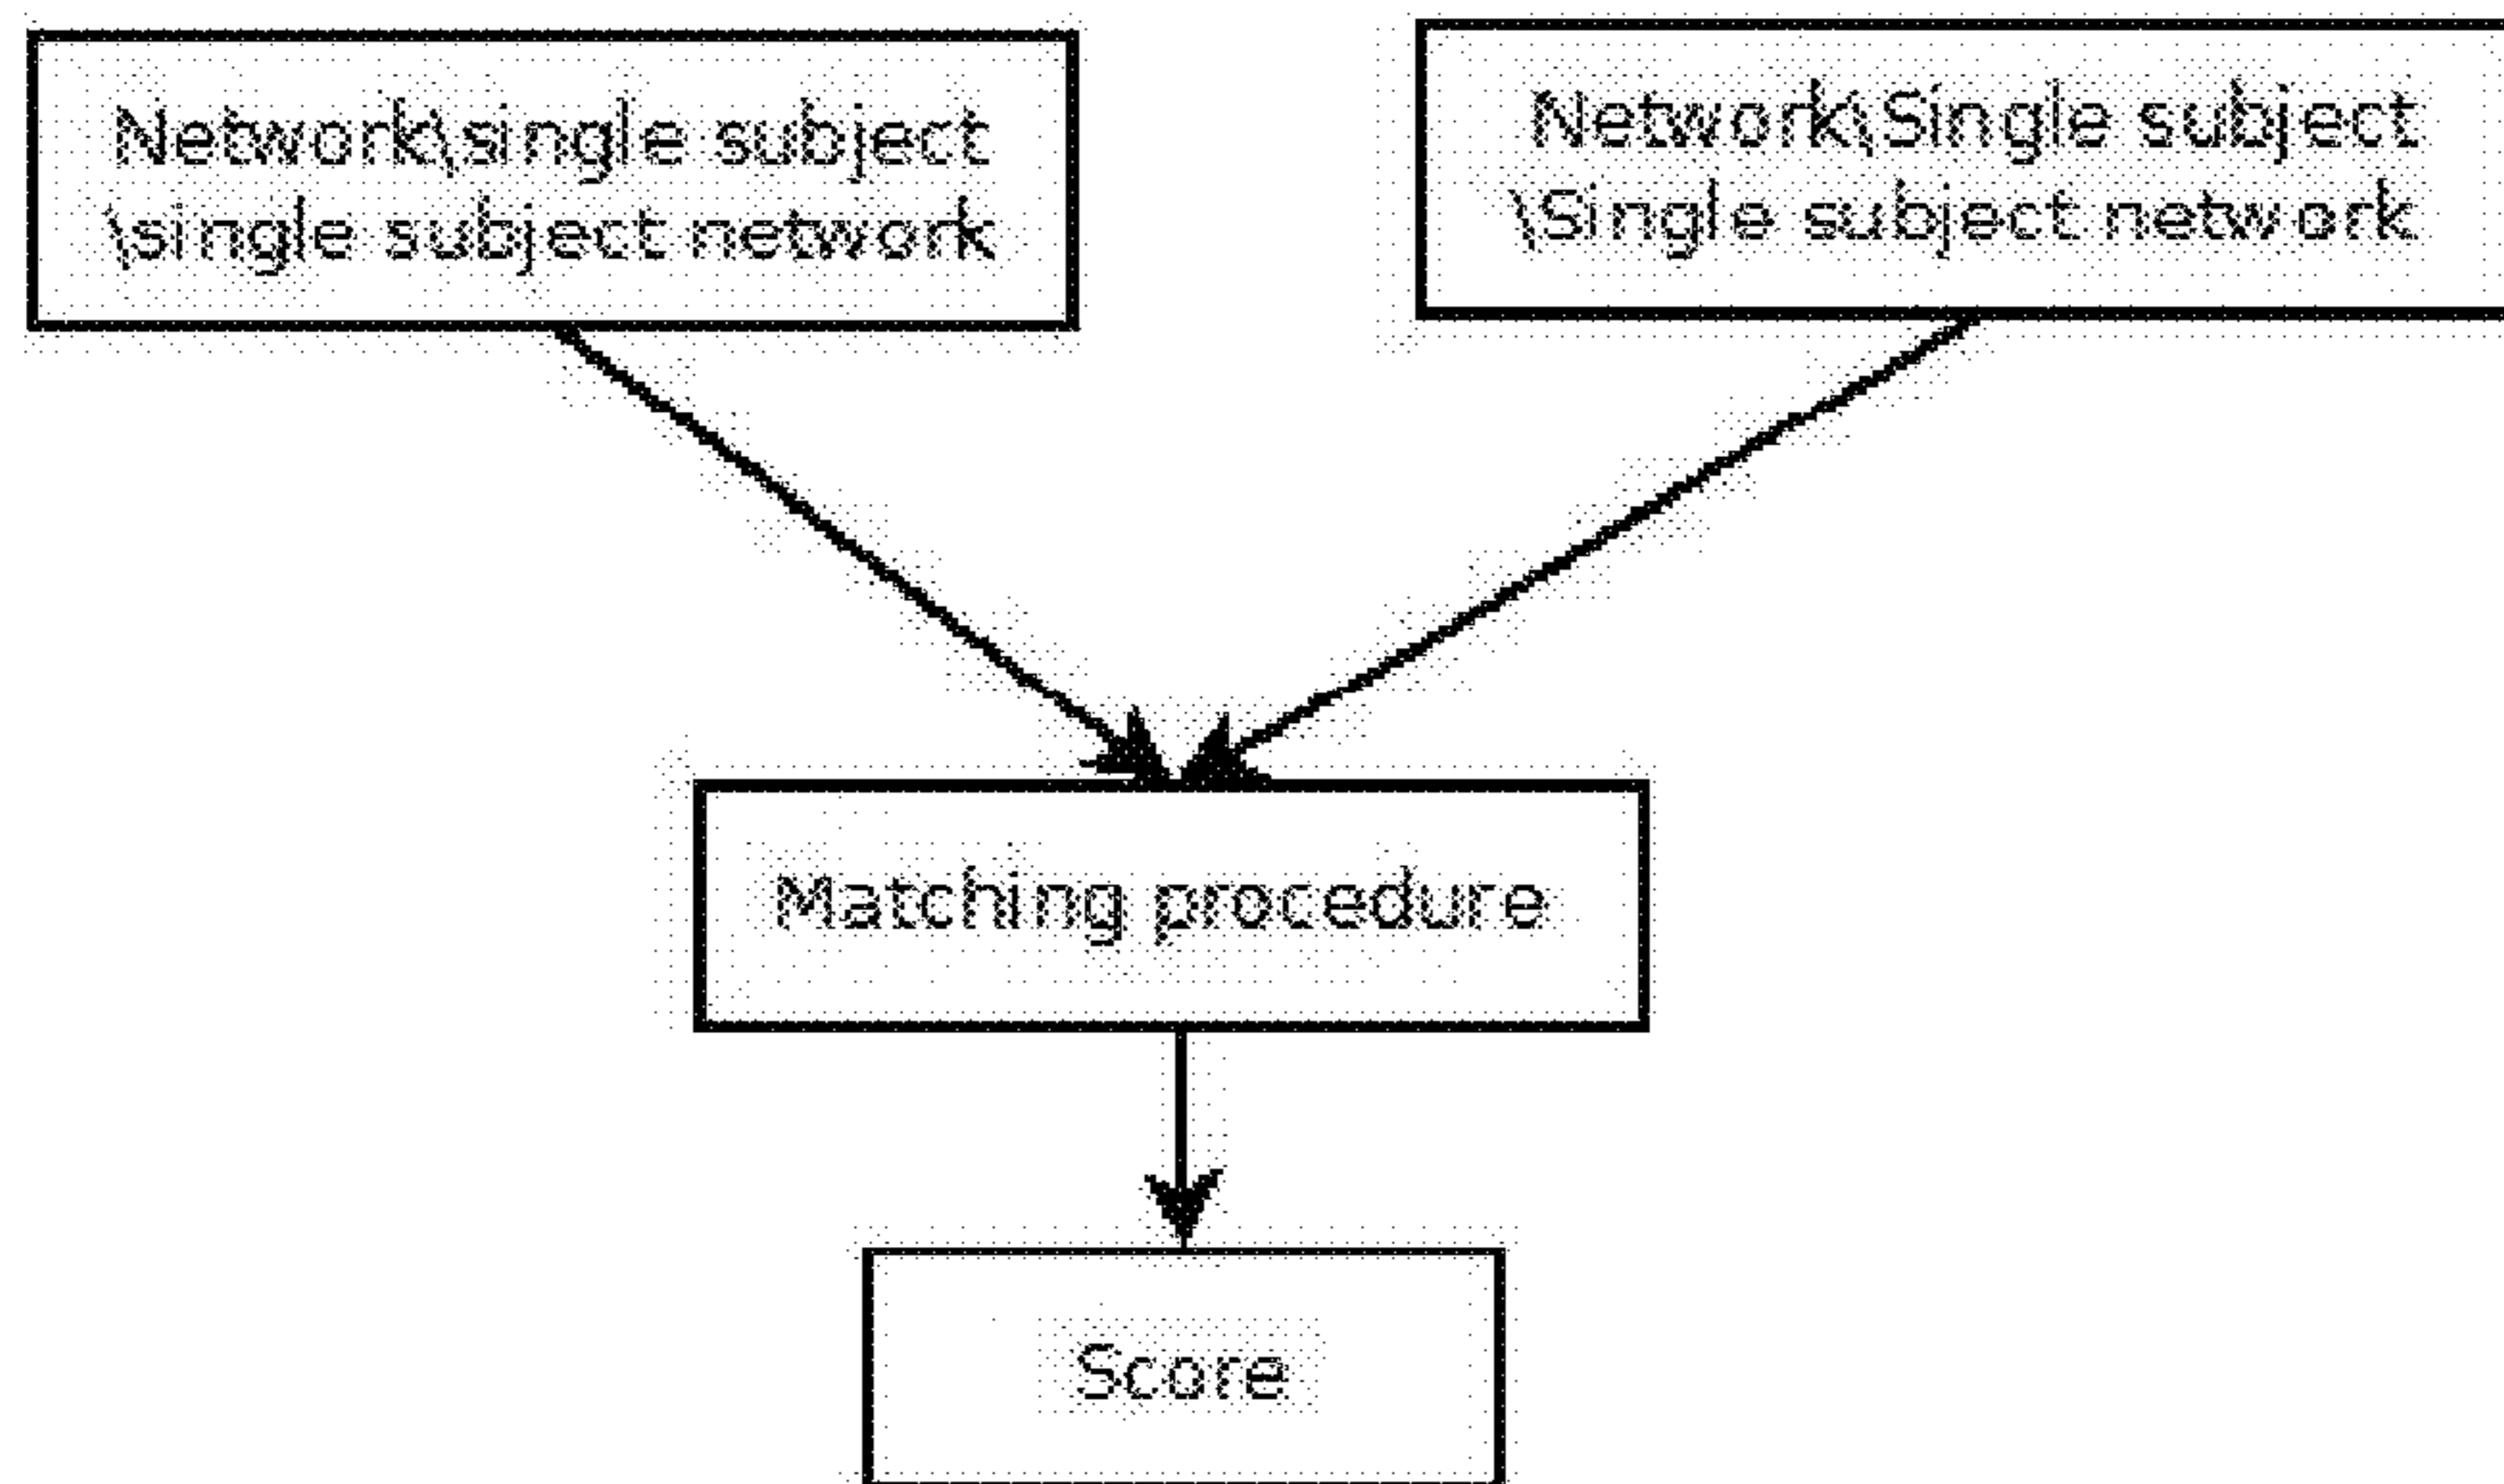 Network\single subject
\single subject network
Network\Single subject
\Single subject network
Matching procedure
Score